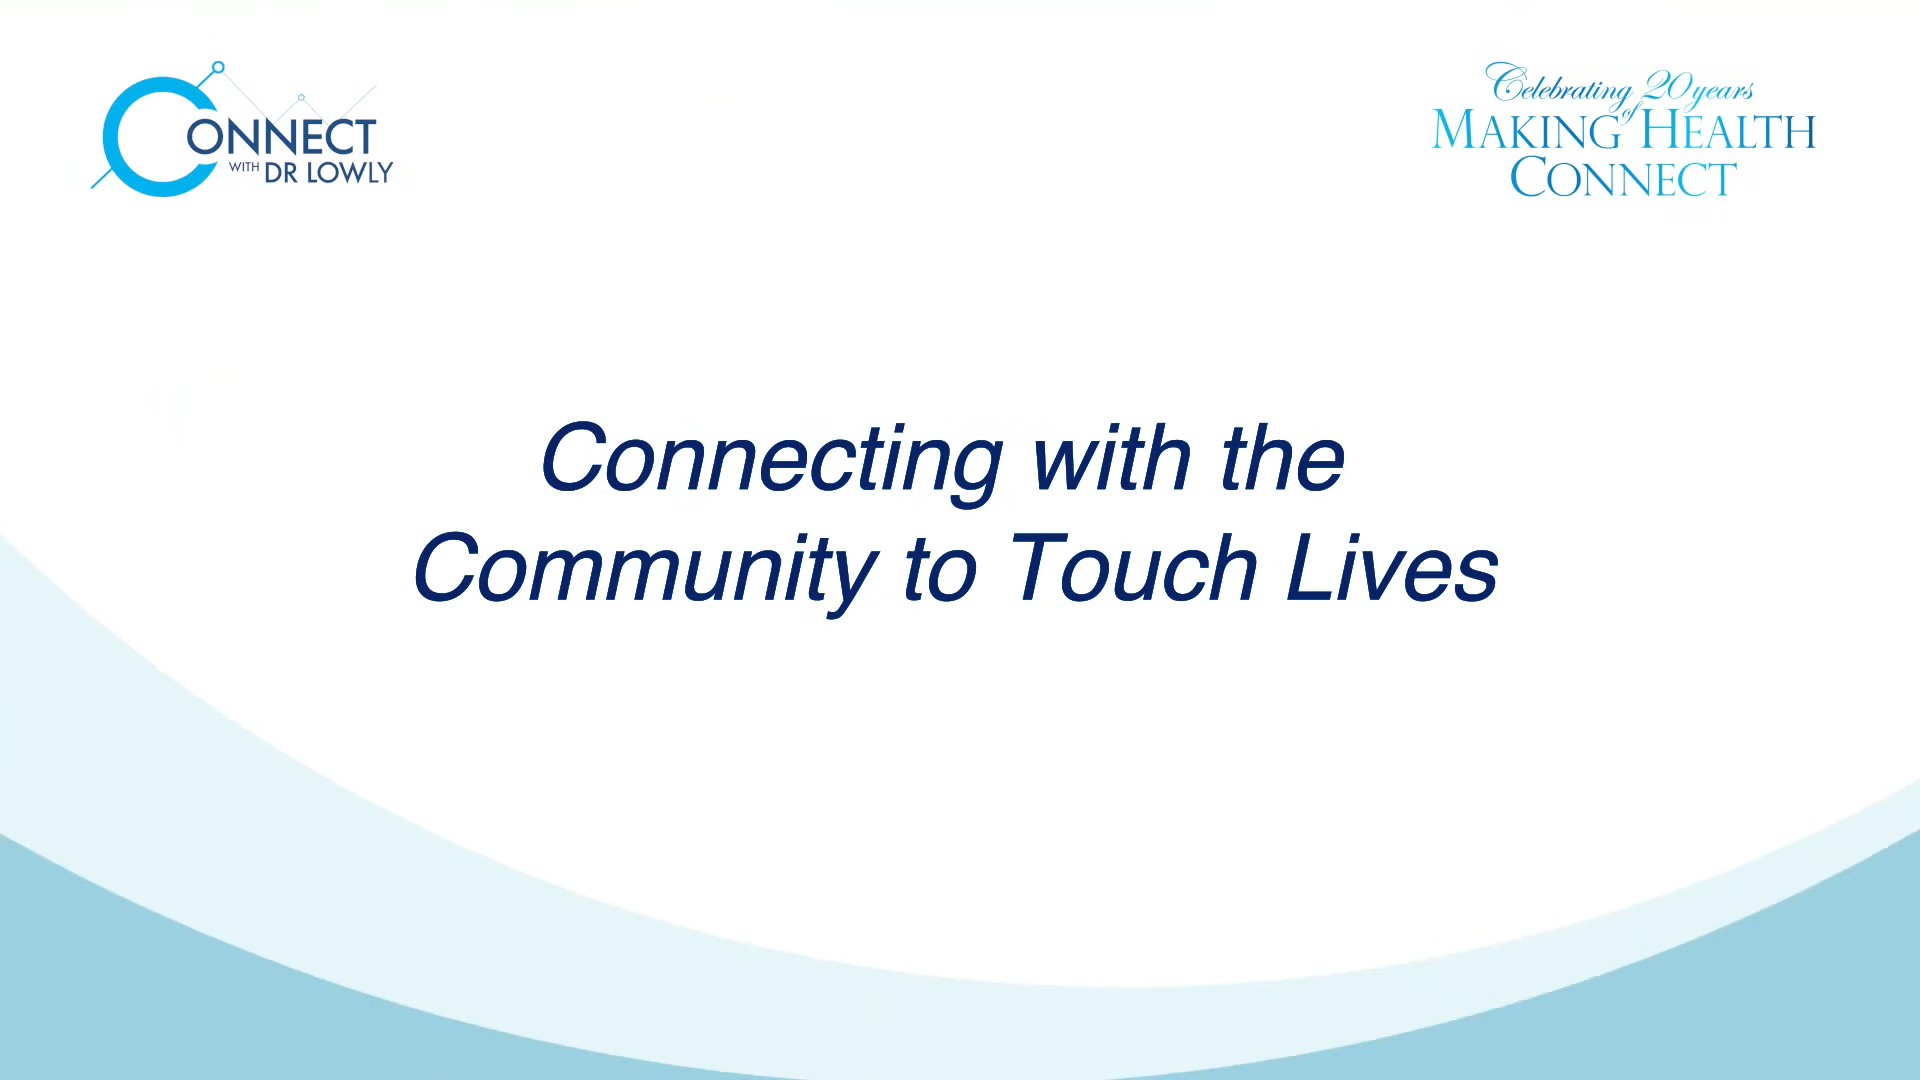 CONNECT
WITH DR LOWLY
Celebrating 20 years
of
MAKING HEALTH
CONNECT
Connecting with the
Community to Touch Lives